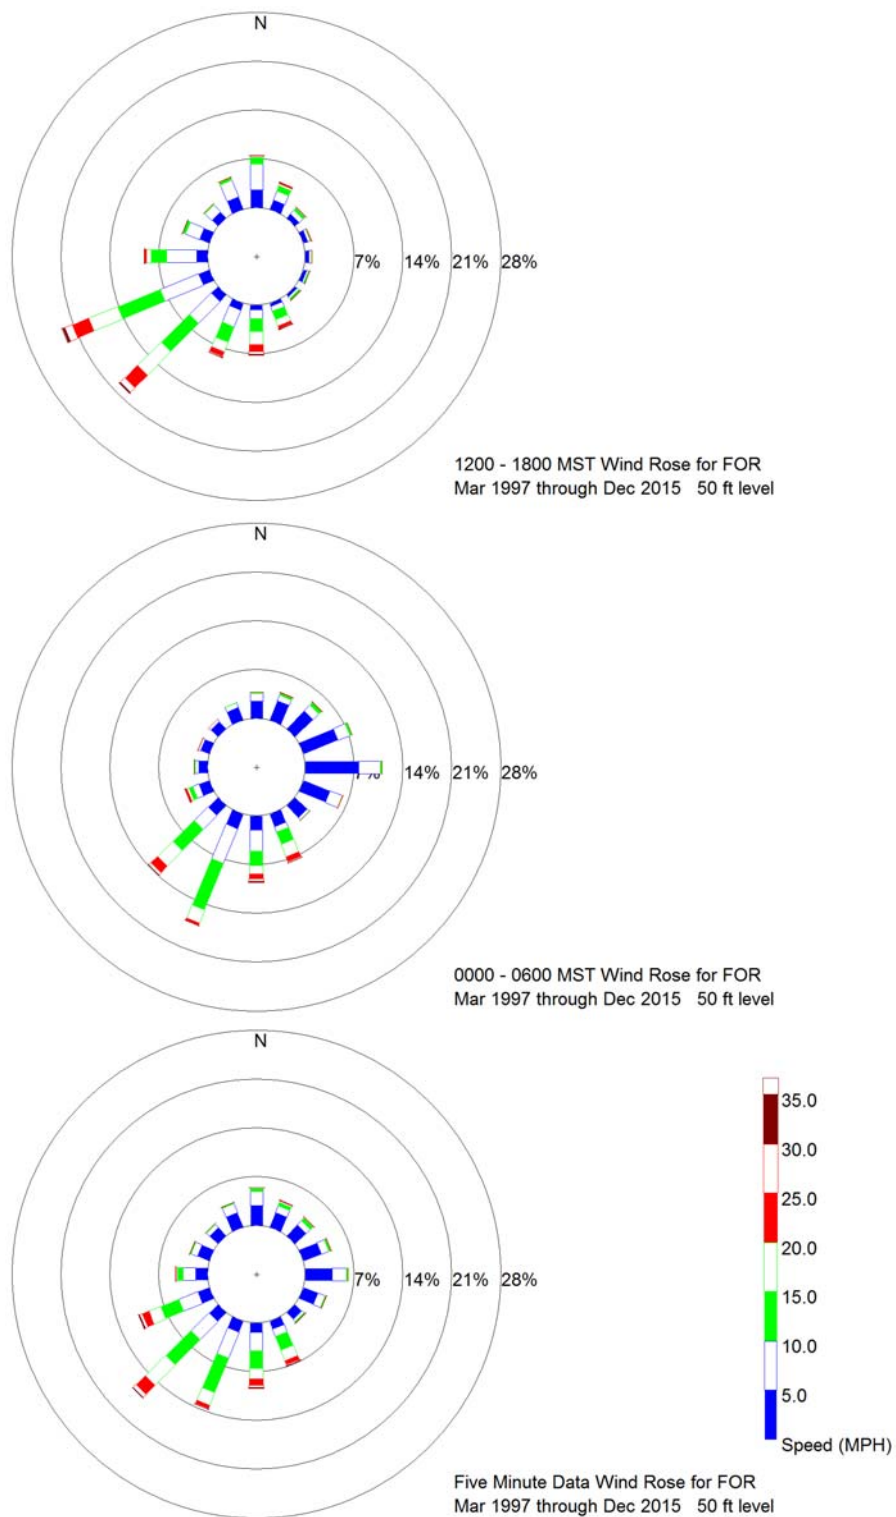 N
7% 14% 21% 28%
1200 - 1800 MST Wind Rose for FOR
Mar 1997 through Dec 2015 50 ft level
N
7% 14% 21% 28%
0000 - 0600 MST Wind Rose for FOR
Mar 1997 through Dec 2015 50 ft level
N
7% 14% 21% 28%
35.0
30.0
25.0
20.0
15.0
10.0
5.0
Speed (MPH)
Five Minute Data Wind Rose for FOR
Mar 1997 through Dec 2015 50 ft level